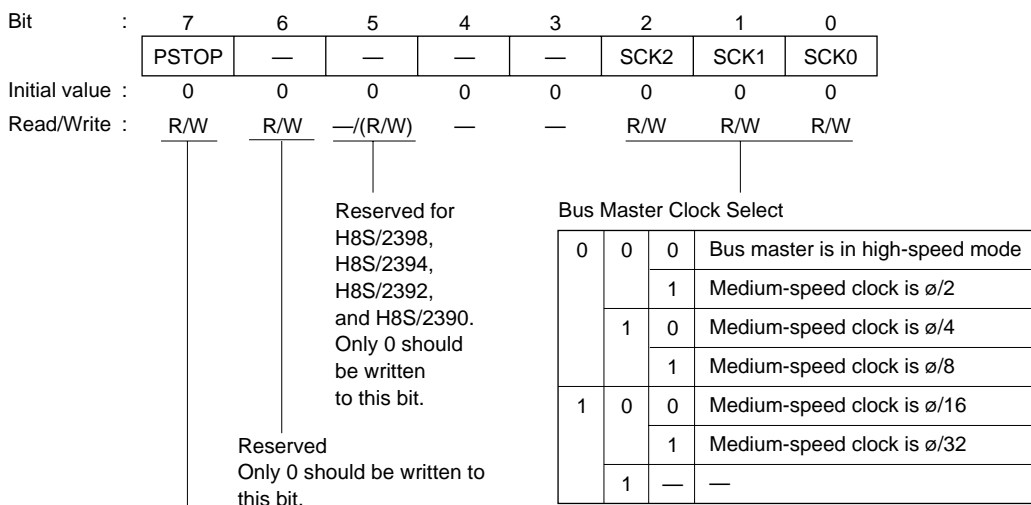 Bit : 7 6 5 4 3 2 1 0
PSTOP — — — — SCK2 SCK1 SCK0
Initial value : 0 0 0 0 0 0 0 0
Read/Write : R/W R/W —/(R/W) — — R/W R/W R/W
Reserved for
H8S/2398,
H8S/2394,
H8S/2392,
and H8S/2390.
Only 0 should
be written
to this bit.
Reserved
Only 0 should be written to
this bit.
Bus Master Clock Select
0 0 0 Bus master is in high-speed mode
1 Medium-speed clock is ø/2
1 0 Medium-speed clock is ø/4
1 Medium-speed clock is ø/8
1 0 0 Medium-speed clock is ø/16
1 Medium-speed clock is ø/32
1 — —